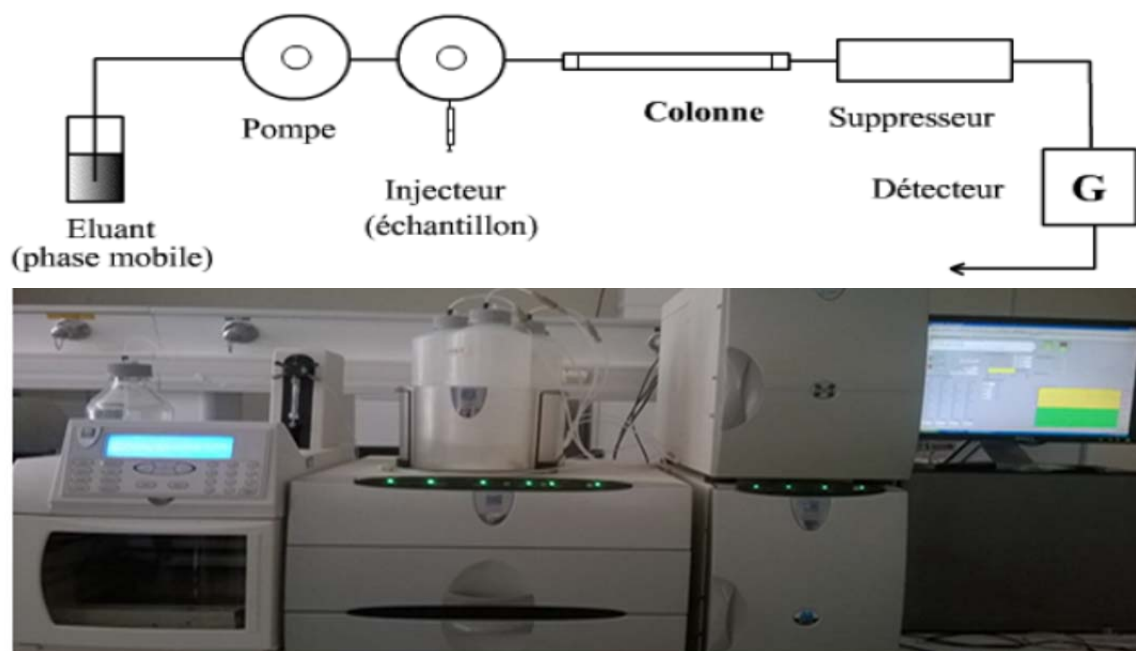 Pompe
Injecteur
(échantillon)
Colonne
Suppresseur
Détecteur
G
Eluant
(phase mobile)